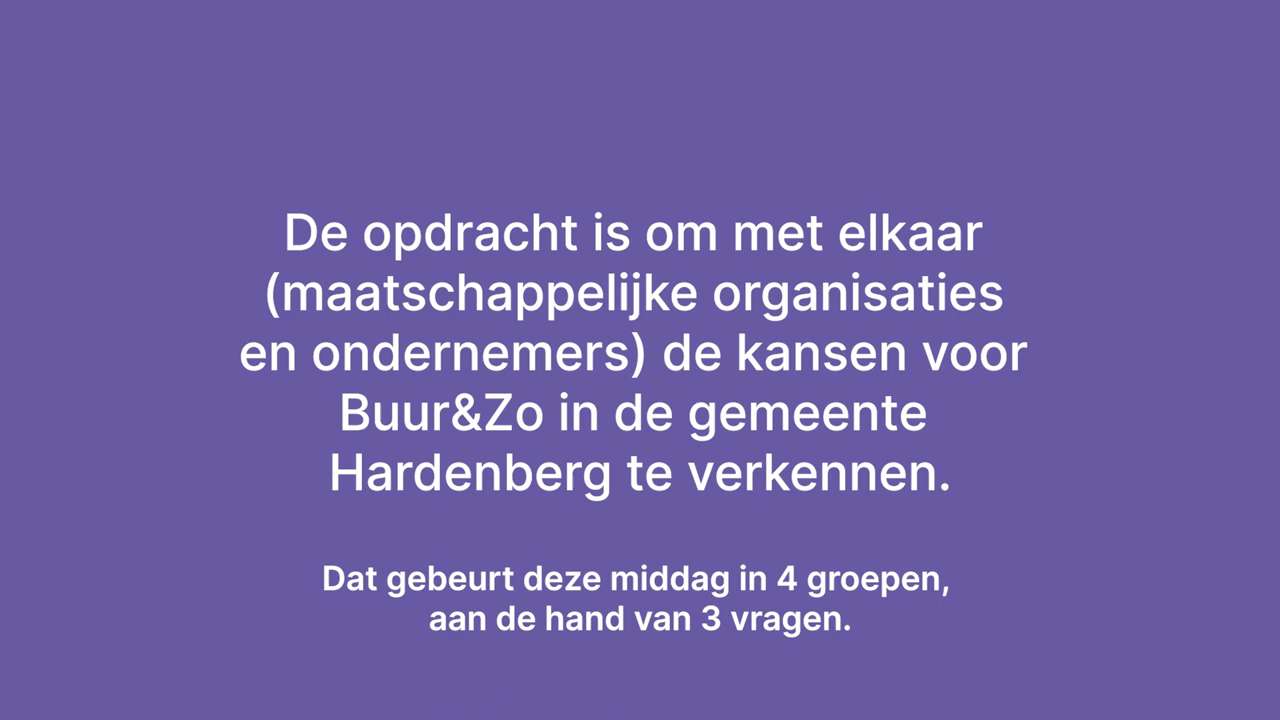 De opdracht is om met elkaar
(maatschappelijke organisaties
en ondernemers) de kansen voor
Buur&Zo in de gemeente
Hardenberg te verkennen.
Dat gebeurt deze middag in 4 groepen,
aan de hand van 3 vragen.